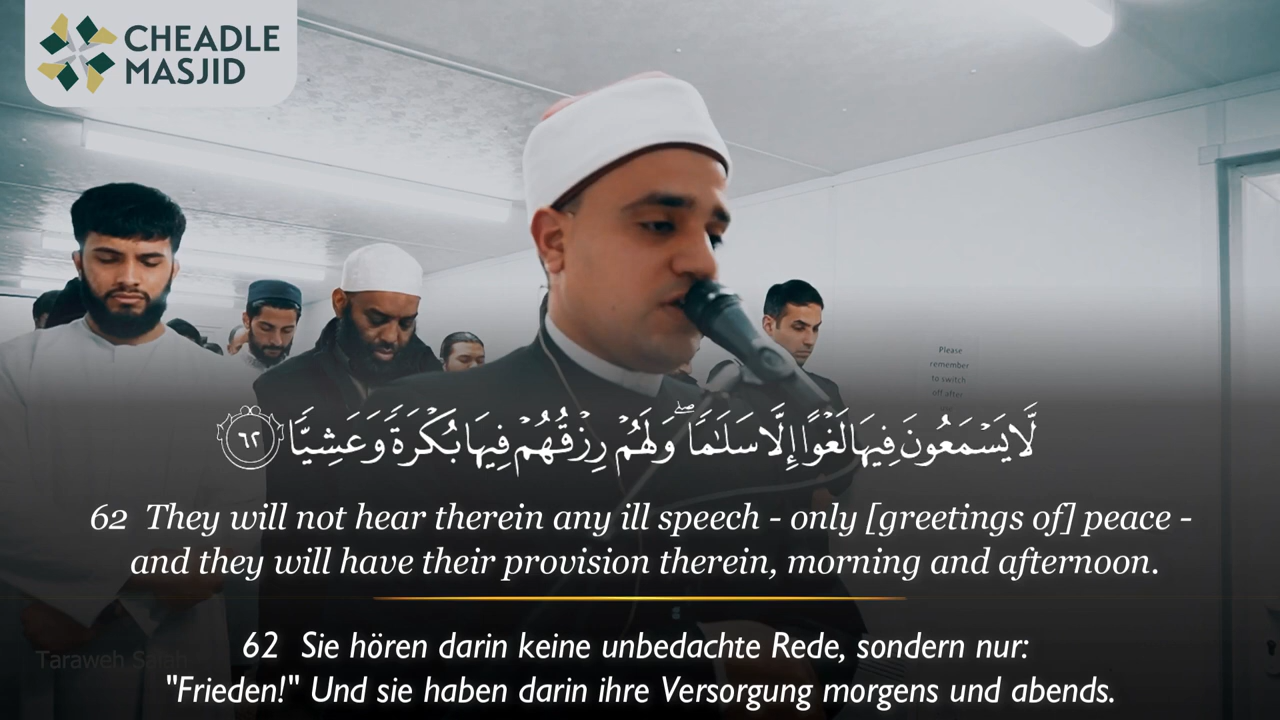 CHEADLE
MASJID
Please
remember
to switch
off after
لَّا يَسْمَعُونَ فِيهَا لَغْوًا إِلَّا سَلَـٰمًا ۖ وَلَهُمْ رِزْقُهُمْ فِيهَا بُكْرَةً وَعَشِيًّا ٦٢
62 They will not hear therein any ill speech - only [greetings of] peace -
and they will have their provision therein, morning and afternoon.
62 Sie hören darin keine unbedachte Rede, sondern nur:
Taraweh Salah
"Frieden!" Und sie haben darin ihre Versorgung morgens und abends.